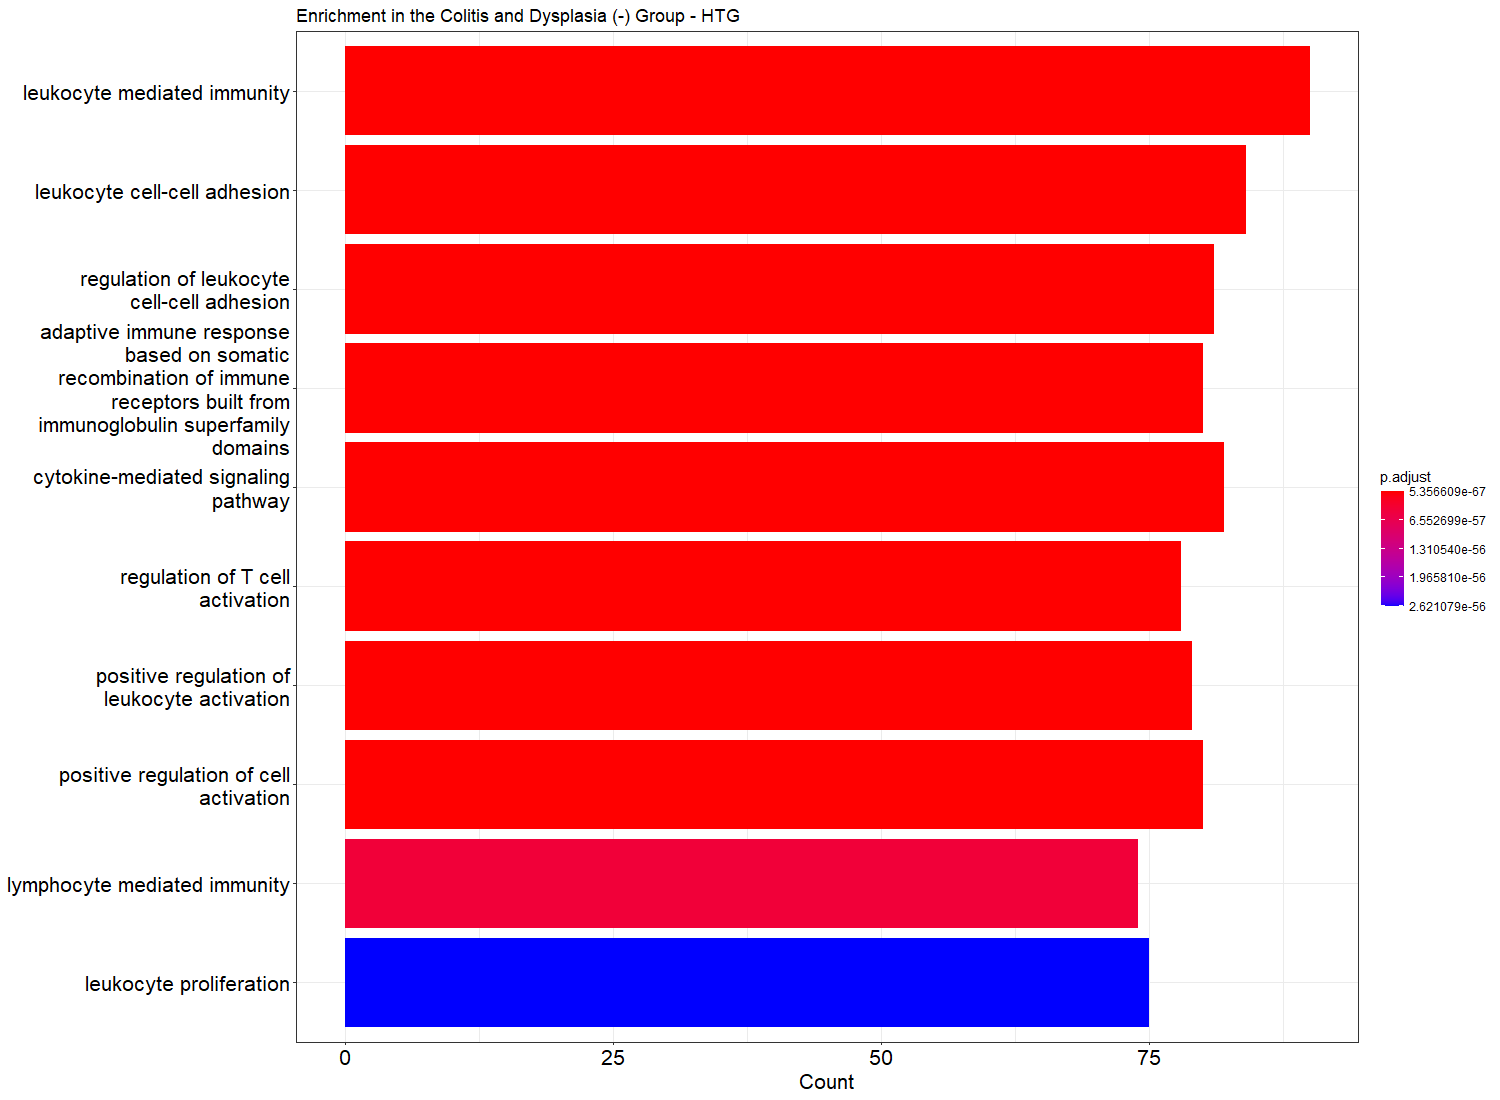 Enrichment in the Colitis and Dysplasia (-) Group - HTG
leukocyte mediated immunity
leukocyte cell-cell adhesion
regulation of leukocyte
cell-cell adhesion
adaptive immune response
based on somatic
recombination of immune
receptors built from
immunoglobulin superfamily
domains
cytokine-mediated signaling
pathway
regulation of T cell
activation
positive regulation of
leukocyte activation
positive regulation of cell
activation
lymphocyte mediated immunity
leukocyte proliferation
0 25 50 75
Count
p.adjust
5.356609e-67
6.552699e-57
1.310540e-56
1.965810e-56
2.621079e-56